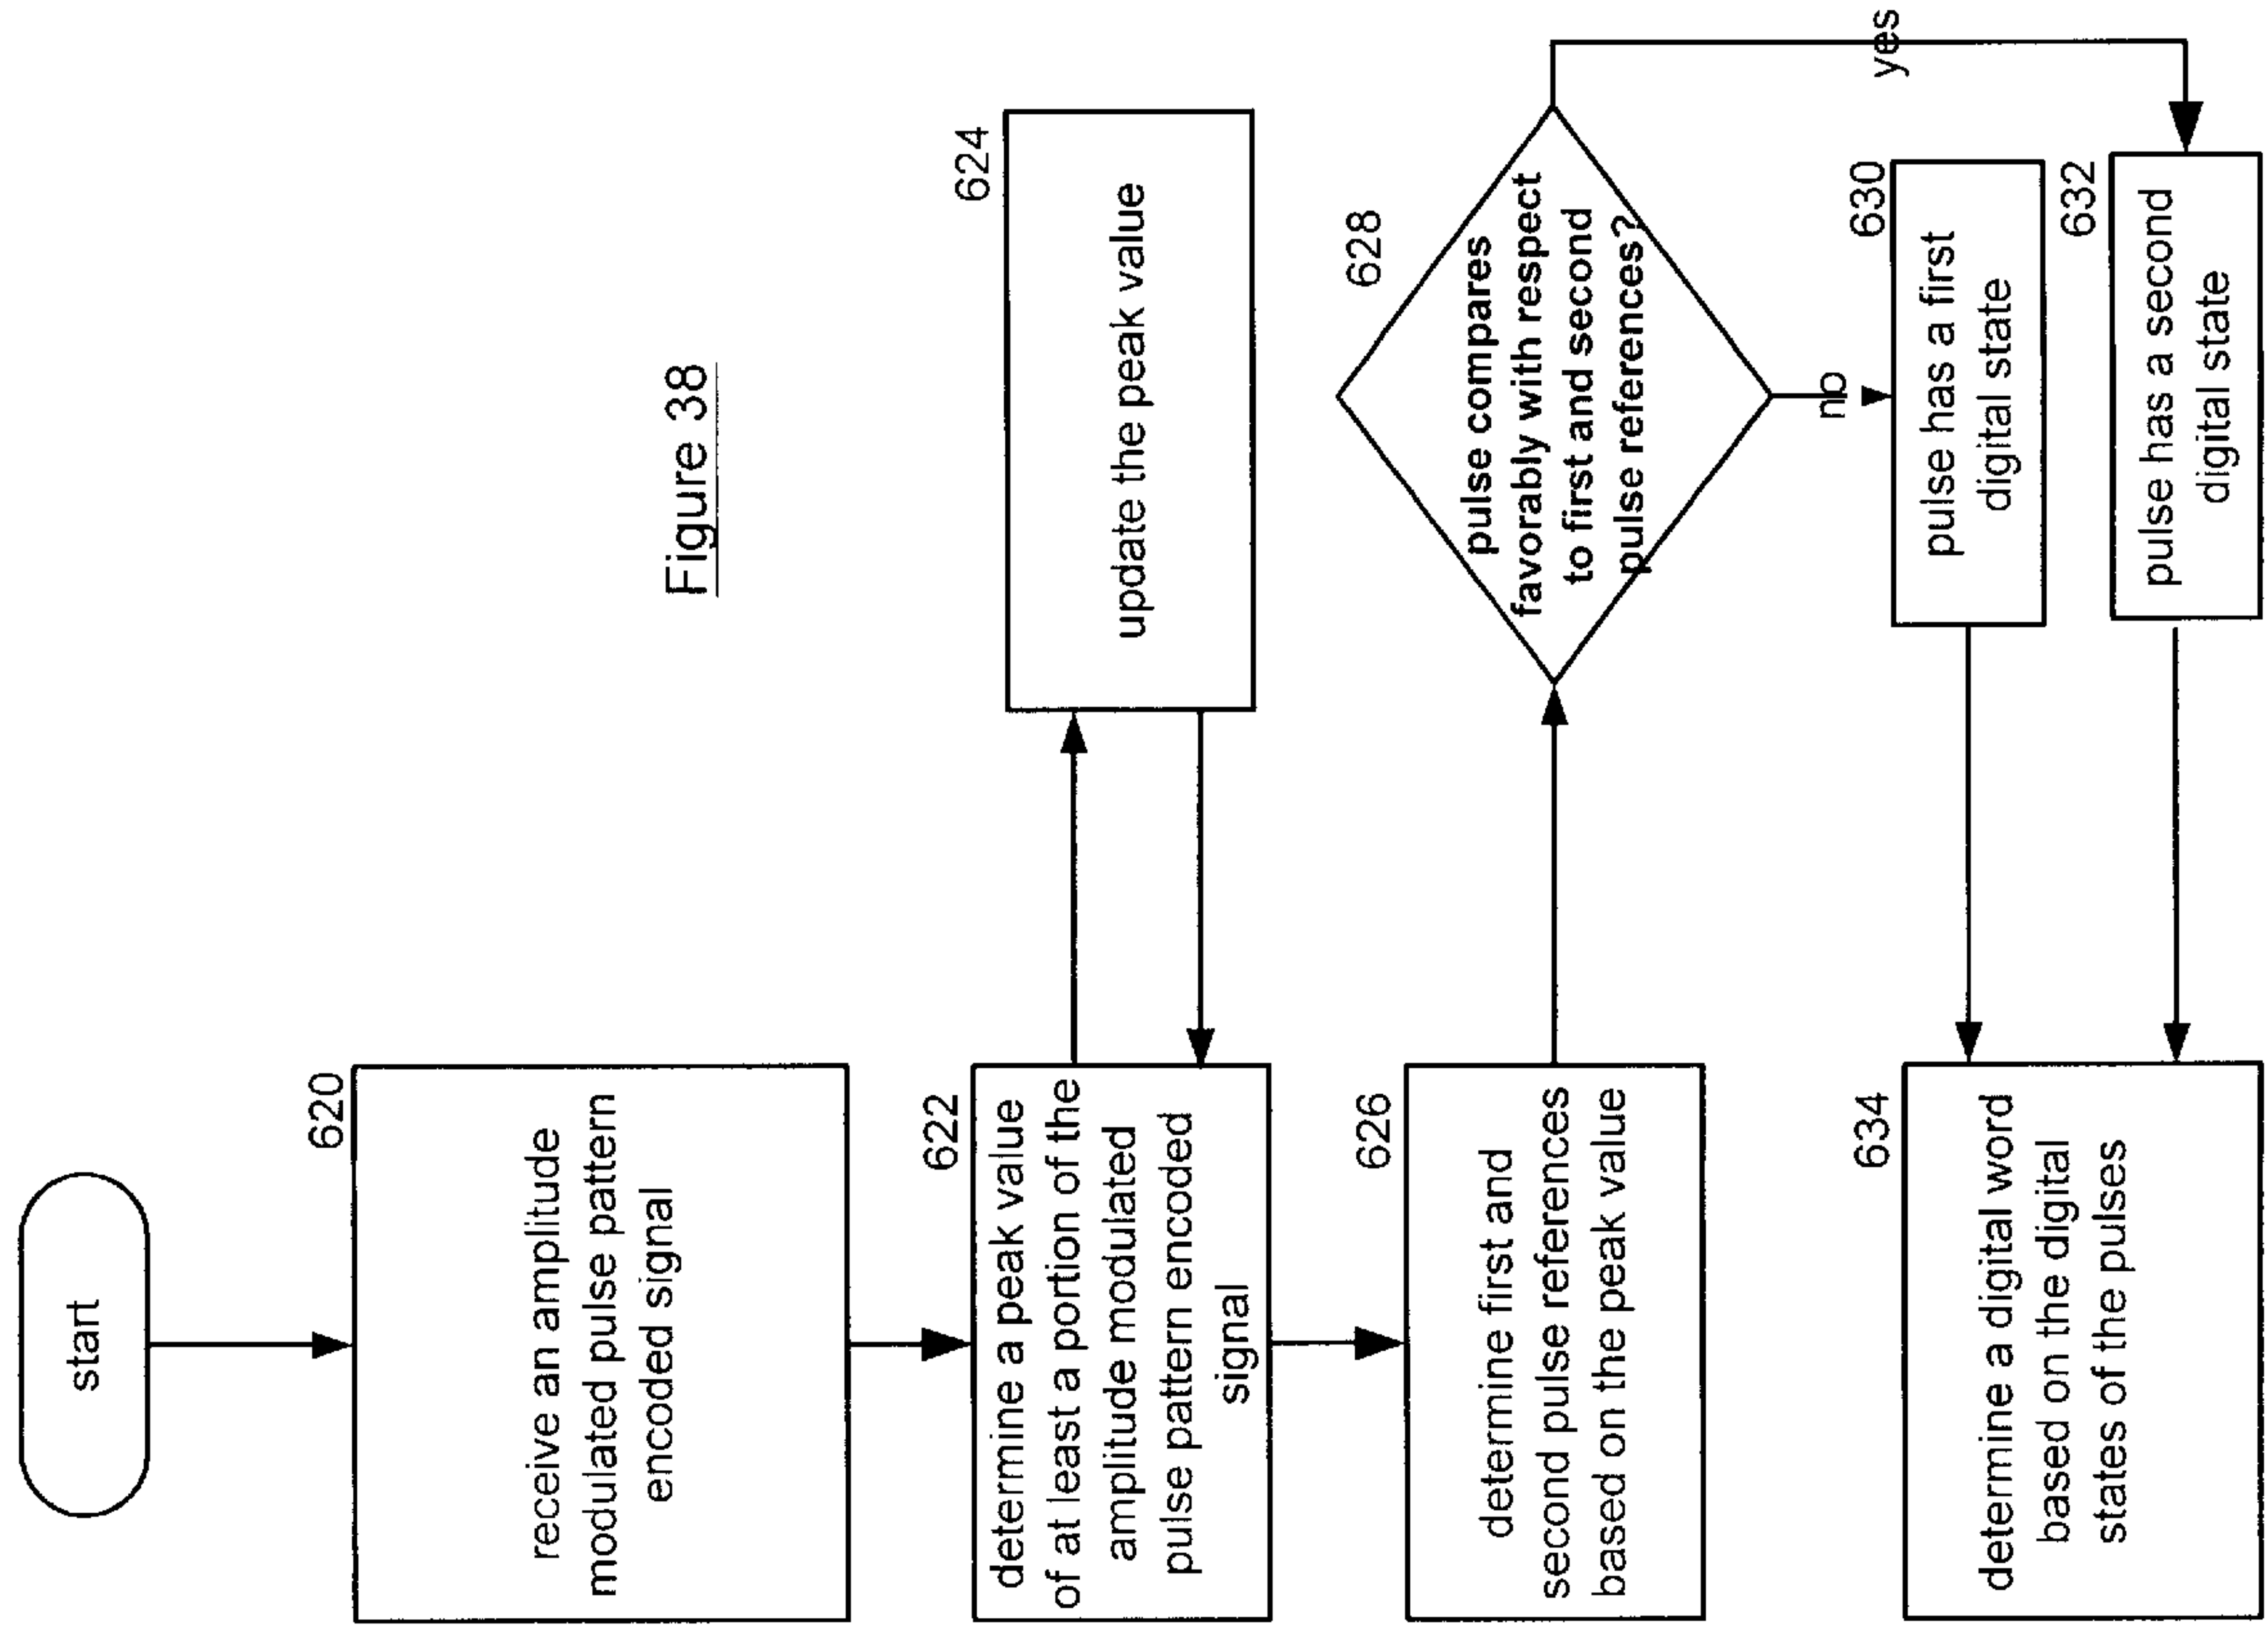 start
620
receive an amplitude
modulated pulse pattern
encoded signal
Figure 38
622
determine a peak value
of at least a portion of the
amplitude modulated
pulse pattern encoded
signal
624
update the peak value
626
determine first and
second pulse references
based on the peak value
628
pulse compares
favorably with respect
to first and second
pulse references?
no
yes
630
pulse has a first
digital state
632
pulse has a second
digital state
634
determine a digital word
based on the digital
states of the pulses